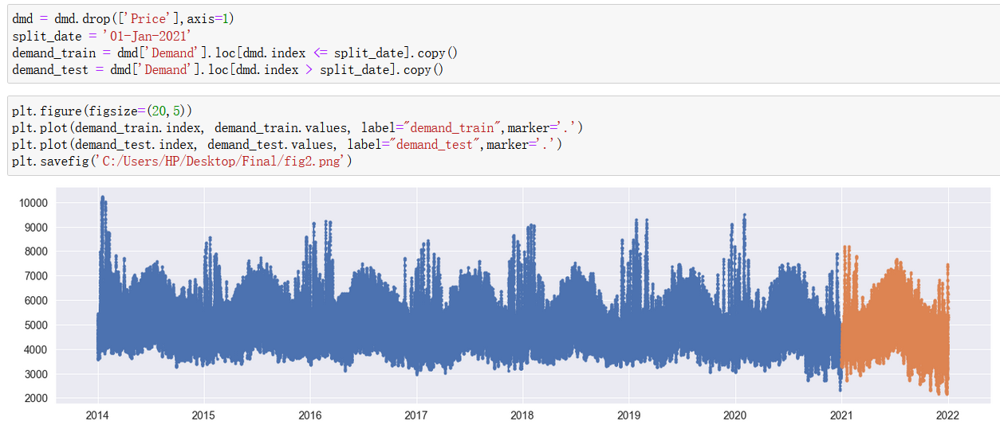 dmd = dmd.drop(['Price'],axis=1)
split_date = '01-Jan-2021'
demand_train = dmd['Demand'].loc[dmd.index <= split_date].copy()
demand_test = dmd['Demand'].loc[dmd.index > split_date].copy()
plt.figure(figsize=(20,5))
plt.plot(demand_train.index, demand_train.values, label="demand_train",marker='.')
plt.plot(demand_test.index, demand_test.values, label="demand_test",marker='.')
plt.savefig('C:/Users/HP/Desktop/Final/fig2.png')
10000
9000
8000
7000
6000
5000
4000
3000
2000
2014 2015 2016 2017 2018 2019 2020 2021 2022